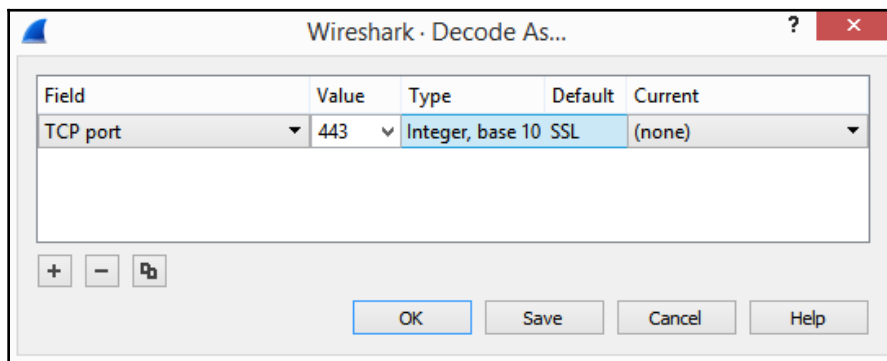 Wireshark · Decode As...
?
Field Value Type Default Current
TCP port 443 Integer, base 10 SSL (none)
OK Save Cancel Help